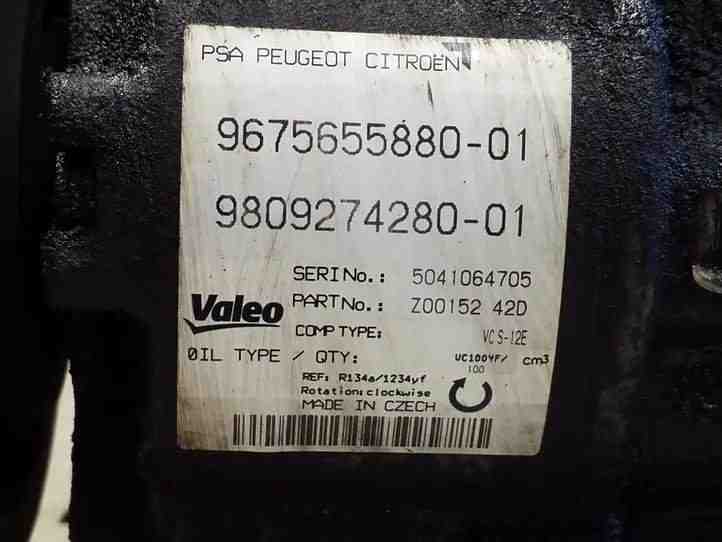 PSA PEUGEOT CITROËN
9675655880-01
9809274280-01
SERI No.: 5041064705
Valeo PART No.: Z00152 42D
COMP TYPE: VCS-12E
OIL TYPE / QTY: VC100YF/ 100 cm3
REF: R134a/1234yf
Rotation:clockwise
MADE IN CZECH